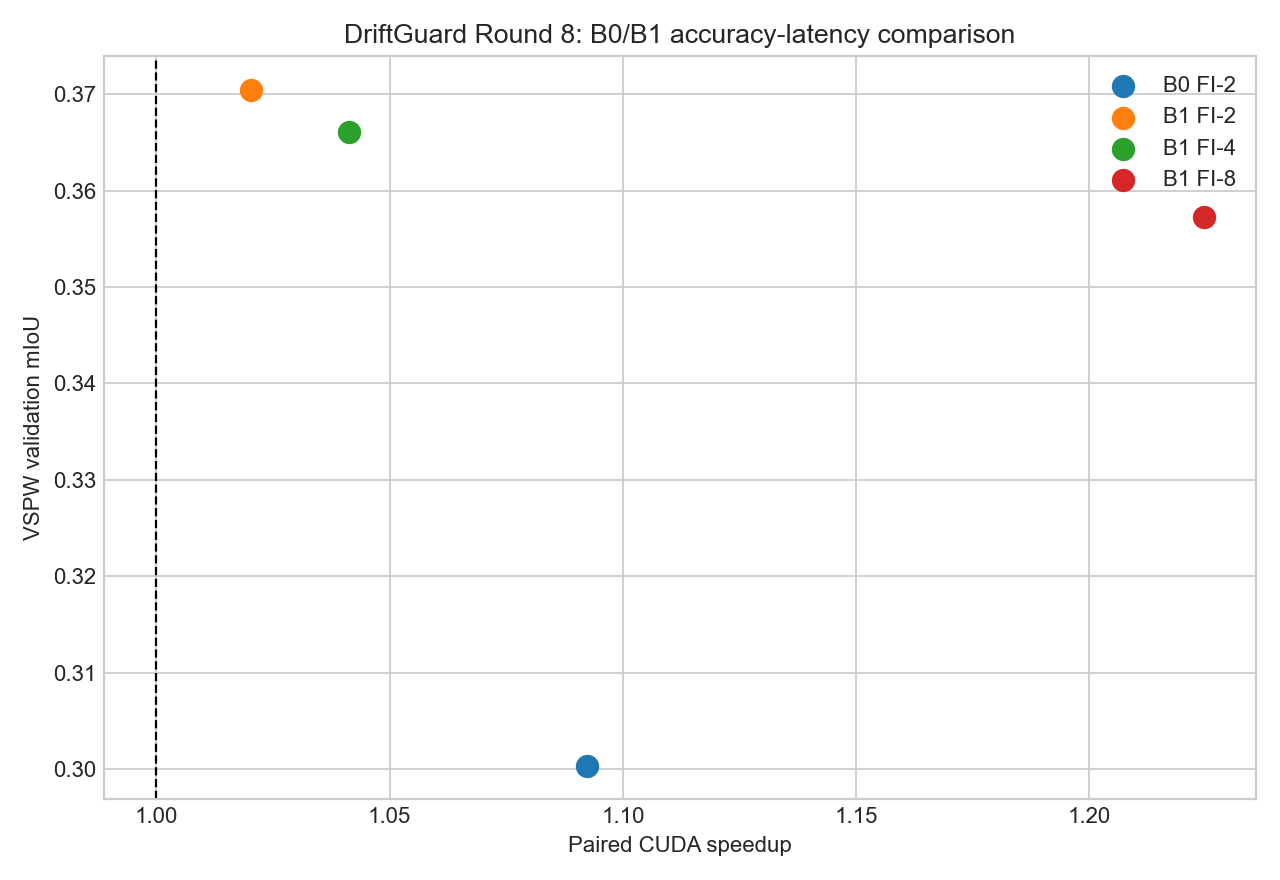 DriftGuard Round 8: B0/B1 accuracy-latency comparison
B0 FI-2
B1 FI-2
B1 FI-4
B1 FI-8
VSPW validation mIoU
0.37
0.36
0.35
0.34
0.33
0.32
0.31
0.30
1.00 1.05 1.10 1.15 1.20
Paired CUDA speedup